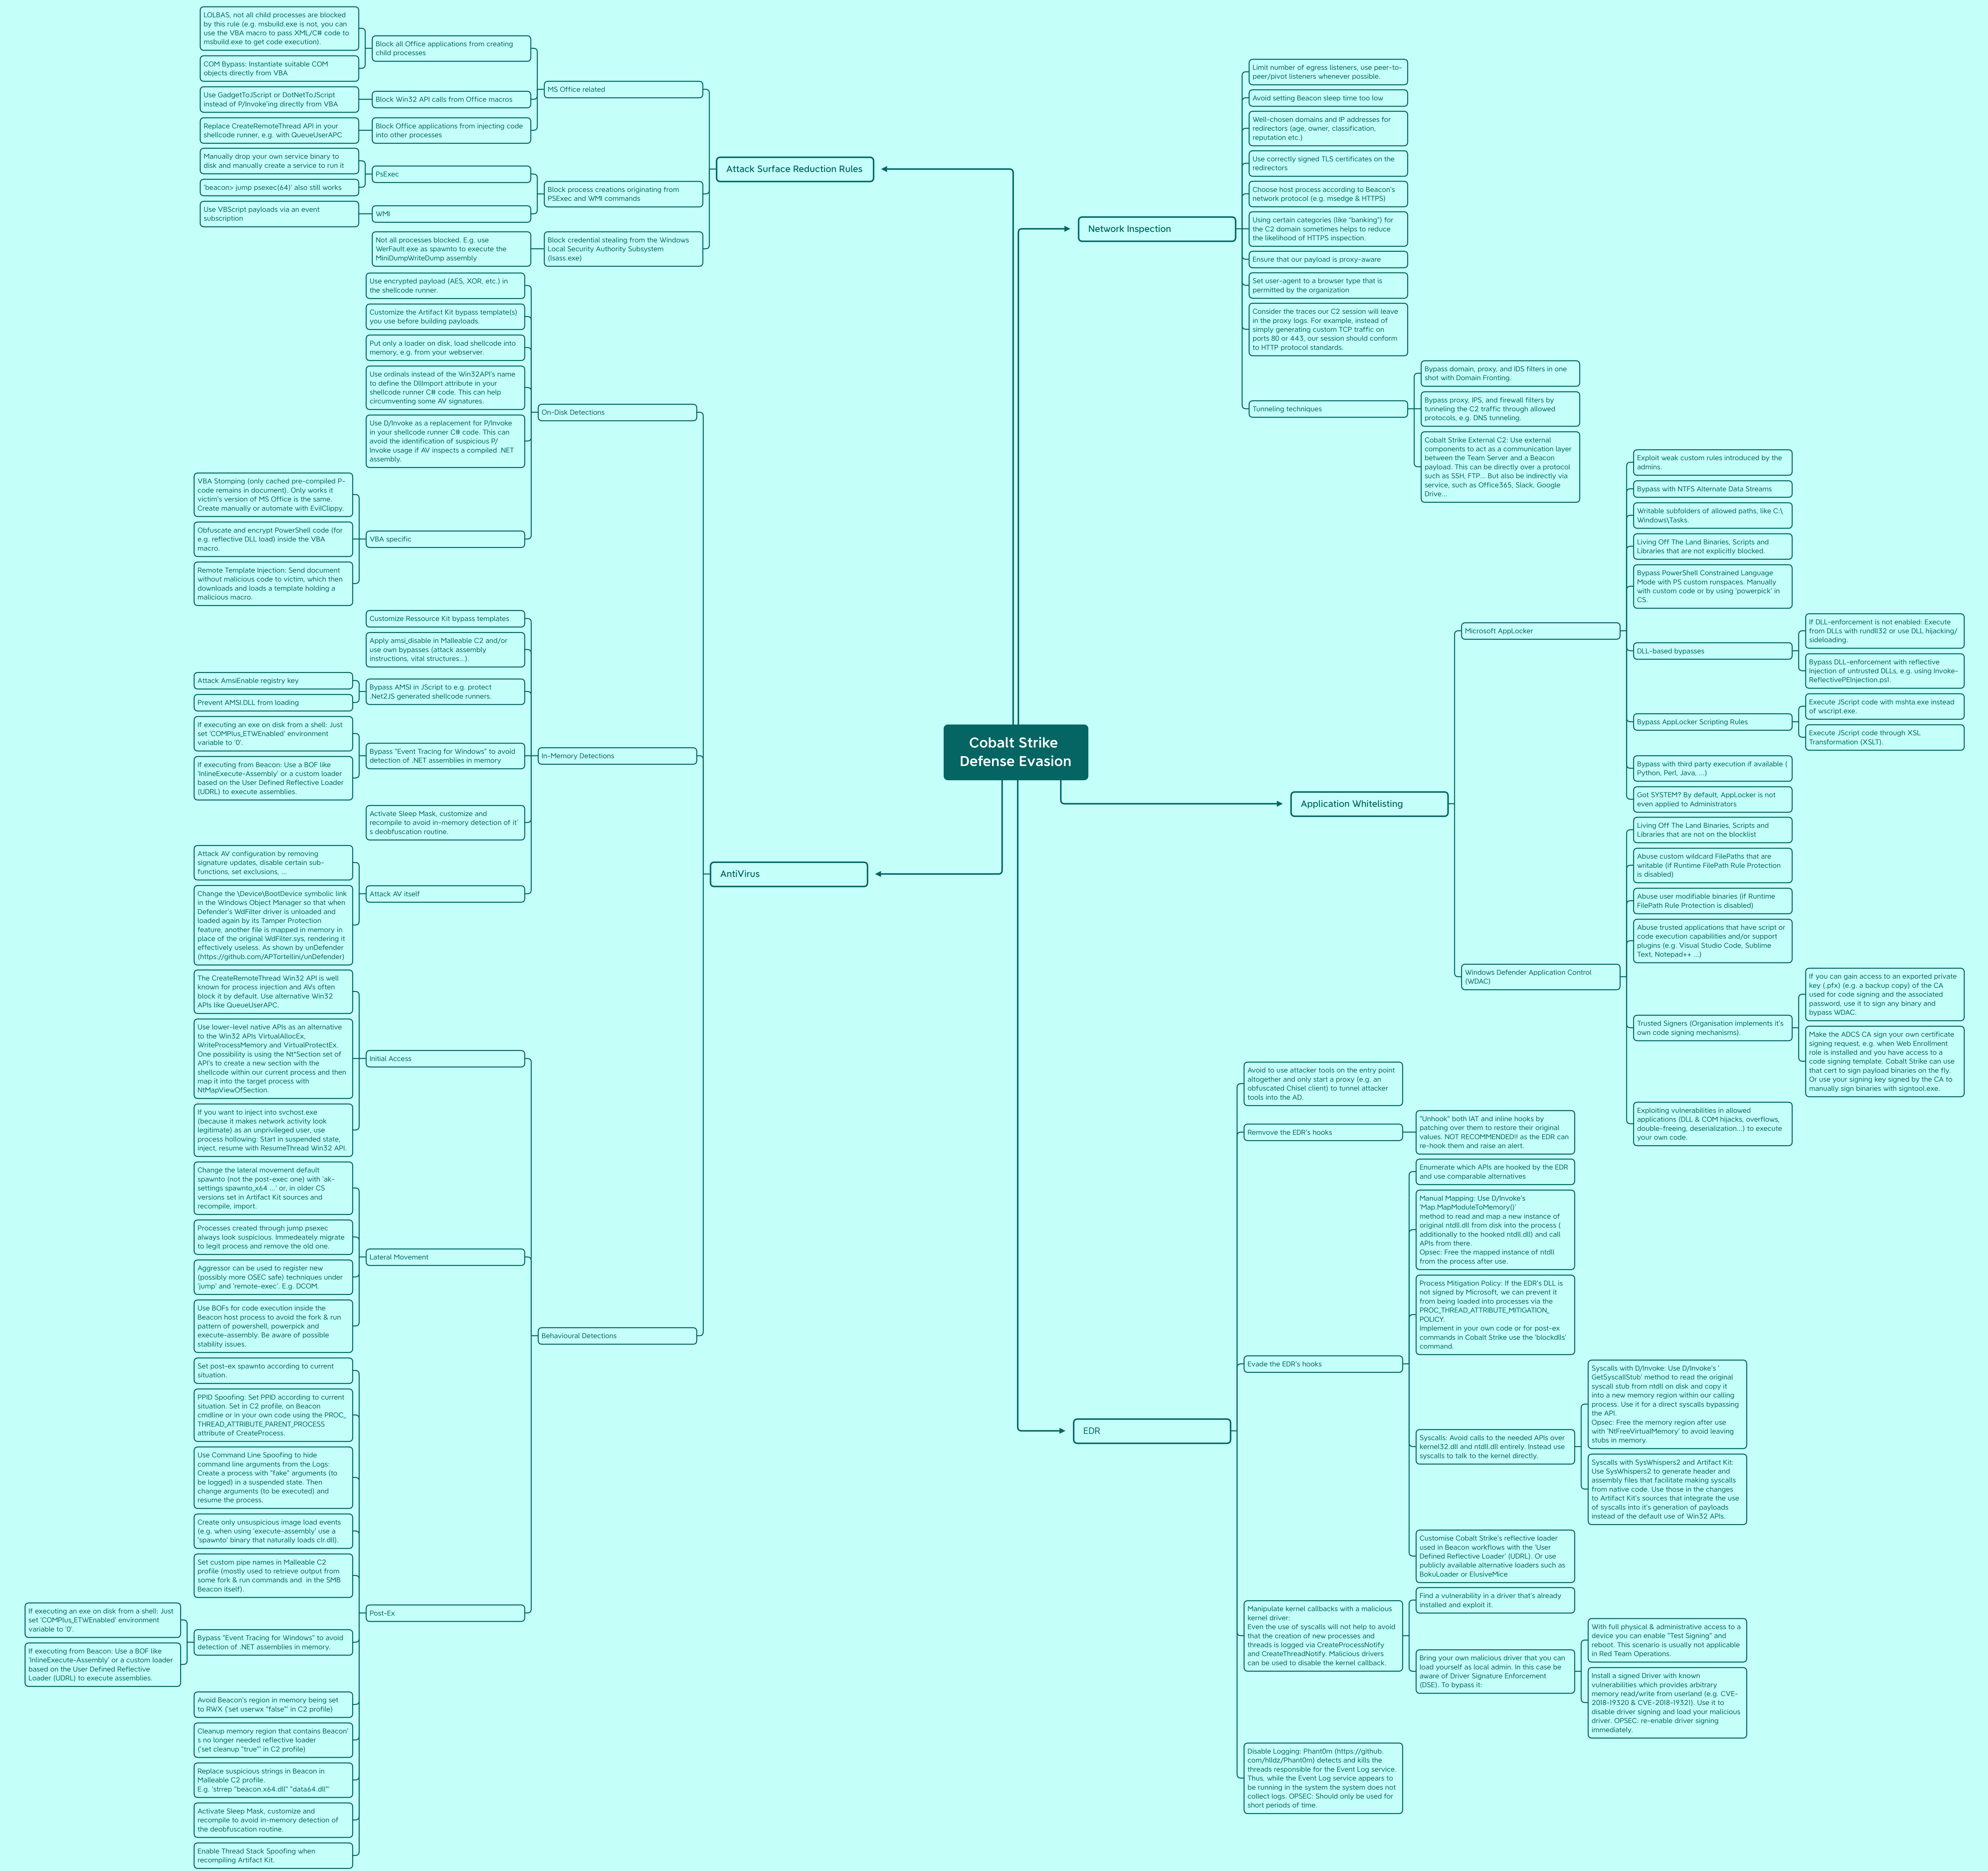 Cobalt Strike
Defense Evasion
Attack Surface Reduction Rules
MS Office related
Block all Office applications from creating
child processes
LOLBAS, not all child processes are blocked
by this rule (e.g. msbuild.exe is not, you can
use the VBA macro to pass XML/C# code to
msbuild.exe to get code execution).
COM Bypass: Instantiate suitable COM
objects directly from VBA
Block Win32 API calls from Office macros
Use GadgetToJScript or DotNetToJScript
instead of P/Invoke'ing directly from VBA
Block Office applications from injecting code
into other processes
Replace CreateRemoteThread API in your
shellcode runner, e.g. with QueueUserAPC
Block process creations originating from
PSExec and WMI commands
PsExec
Manually drop your own service binary to
disk and manually create a service to run it
'beacon> jump psexec(64)' also still works
WMI
Use VBScript payloads via an event
subscription
Block credential stealing from the Windows
Local Security Authority Subsystem
(lsass.exe)
Not all processes blocked. E.g. use
WerFault.exe as spawnto to execute the
MiniDumpWriteDump assembly
Network Inspection
Limit number of egress listeners, use peer-to-
peer/pivot listeners whenever possible.
Avoid setting Beacon sleep time too low
Well-chosen domains and IP addresses for
redirectors (age, owner, classification,
reputation etc.)
Use correctly signed TLS certificates on the
redirectors
Choose host process according to Beacon's
network protocol (e.g. msedge & HTTPS)
Using certain categories (like "banking") for
the C2 domain sometimes helps to reduce
the likelihood of HTTPS inspection.
Ensure that our payload is proxy-aware
Set user-agent to a browser type that is
permitted by the organization
Consider the traces our C2 session will leave
in the proxy logs. For example, instead of
simply generating custom TCP traffic on
ports 80 or 443, our session should conform
to HTTP protocol standards.
Tunneling techniques
Bypass domain, proxy, and IDS filters in one
shot with Domain Fronting.
Bypass proxy, IPS, and firewall filters by
tunneling the C2 traffic through allowed
protocols, e.g. DNS tunneling.
Cobalt Strike External C2: Use external
components to act as a communication layer
between the Team Server and a Beacon
payload. This can be directly over a protocol
such as SSH, FTP... But also be indirectly via
service, such as Office365, Slack, Google
Drive...
Application Whitelisting
Microsoft AppLocker
Exploit weak custom rules introduced by the
admins.
Bypass with NTFS Alternate Data Streams
Writable subfolders of allowed paths, like C:\
Windows\Tasks.
Living Off The Land Binaries, Scripts and
Libraries that are not explicitly blocked.
Bypass PowerShell Constrained Language
Mode with PS custom runspaces. Manually
with custom code or by using 'powerpick' in
CS.
DLL-based bypasses
If DLL-enforcement is not enabled: Execute
from DLLs with rundll32 or use DLL hijacking/
sideloading.
Bypass DLL-enforcement with reflective
Injection of untrusted DLLs, e.g. using Invoke-
ReflectivePEInjection.ps1.
Bypass AppLocker Scripting Rules
Execute JScript code with mshta.exe instead
of wscript.exe.
Execute JScript code through XSL
Transformation (XSLT).
Bypass with third party execution if available (
Python, Perl, Java, ...)
Got SYSTEM? By default, AppLocker is not
even applied to Administrators
Windows Defender Application Control
(WDAC)
Living Off The Land Binaries, Scripts and
Libraries that are not on the blocklist
Abuse custom wildcard FilePaths that are
writable (if Runtime FilePath Rule Protection
is disabled)
Abuse user modifiable binaries (if Runtime
FilePath Rule Protection is disabled)
Abuse trusted applications that have script or
code execution capabilities and/or support
plugins (e.g. Visual Studio Code, Sublime
Text, Notepad++ ...)
Trusted Signers (Organisation implements it's
own code signing mechanisms).
If you can gain access to an exported private
key (.pfx) (e.g. a backup copy) of the CA
used for code signing and the associated
password, use it to sign any binary and
bypass WDAC.
Make the ADCS CA sign your own certificate
signing request, e.g. when Web Enrollment
role is installed and you have access to a
code signing template. Cobalt Strike can use
that cert to sign payload binaries on the fly.
Or use your signing key signed by the CA to
manually sign binaries with signtool.exe.
Exploiting vulnerabilities in allowed
applications (DLL & COM hijacks, overflows,
double-freeing, deserialization...) to execute
your own code.
AntiVirus
On-Disk Detections
Use encrypted payload (AES, XOR, etc.) in
the shellcode runner.
Customize the Artifact Kit bypass template(s)
you use before building payloads.
Put only a loader on disk, load shellcode into
memory, e.g. from your webserver.
Use ordinals instead of the Win32API's name
to define the DllImport attribute in your
shellcode runner C# code. This can help
circumventing some AV signatures.
Use D/Invoke as a replacement for P/Invoke
in your shellcode runner C# code. This can
avoid the identification of suspicious P/
Invoke usage if AV inspects a compiled .NET
assembly.
VBA specific
VBA Stomping (only cached pre-compiled P-
code remains in document). Only works it
victim's version of MS Office is the same.
Create manually or automate with EvilClippy.
Obfuscate and encrypt PowerShell code (for
e.g. reflective DLL load) inside the VBA
macro.
Remote Template Injection: Send document
without malicious code to victim, which then
downloads and loads a template holding a
malicious macro.
In-Memory Detections
Customize Ressource Kit bypass templates
Apply amsi_disable in Malleable C2 and/or
use own bypasses (attack assembly
instructions, vital structures...).
Bypass AMSI in JScript to e.g. protect
.Net2JS generated shellcode runners.
Attack AmsiEnable registry key
Prevent AMSI.DLL from loading
Bypass "Event Tracing for Windows" to avoid
detection of .NET assemblies in memory
If executing an exe on disk from a shell: Just
set 'COMPlus_ETWEnabled' environment
variable to '0'.
If executing from Beacon: Use a BOF like
'InlineExecute-Assembly' or a custom loader
based on the User Defined Reflective Loader
(UDRL) to execute assemblies.
Activate Sleep Mask, customize and
recompile to avoid in-memory detection of it'
s deobfuscation routine.
Attack AV itself
Attack AV configuration by removing
signature updates, disable certain sub-
functions, set exclusions, ...
Change the \Device\BootDevice symbolic link
in the Windows Object Manager so that when
Defender's WdFilter driver is unloaded and
loaded again by its Tamper Protection
feature, another file is mapped in memory in
place of the original WdFilter.sys, rendering it
effectively useless. As shown by unDefender
(https://github.com/APTortellini/unDefender)
Behavioural Detections
Initial Access
The CreateRemoteThread Win32 API is well
known for process injection and AVs often
block it by default. Use alternative Win32
APIs like QueueUserAPC.
Use lower-level native APIs as an alternative
to the Win32 APIs VirtualAllocEx,
WriteProcessMemory and VirtualProtectEx.
One possibility is using the Nt*Section set of
API's to create a new section with the
shellcode within our current process and then
map it into the target process with
NtMapViewOfSection.
If you want to inject into svchost.exe
(because it makes network activity look
legitimate) as an unprivileged user, use
process hollowing: Start in suspended state,
inject, resume with ResumeThread Win32 API.
Lateral Movement
Change the lateral movement default
spawnto (not the post-exec one) with 'ak-
settings spawnto_x64 ...' or, in older CS
versions set in Artifact Kit sources and
recompile, import.
Processes created through jump psexec
always look suspicious. Immedeately migrate
to legit process and remove the old one.
Aggressor can be used to register new
(possibly more OSEC safe) techniques under
'jump' and 'remote-exec'. E.g. DCOM.
Use BOFs for code execution inside the
Beacon host process to avoid the fork & run
pattern of powershell, powerpick and
execute-assembly. Be aware of possible
stability issues.
Post-Ex
Set post-ex spawnto according to current
situation.
PPID Spoofing: Set PPID according to current
situation. Set in C2 profile, on Beacon
cmdline or in your own code using the PROC_
THREAD_ATTRIBUTE_PARENT_PROCESS
attribute of CreateProcess.
Use Command Line Spoofing to hide
command line arguments from the Logs:
Create a process with "fake" arguments (to
be logged) in a suspended state. Then
change arguments (to be executed) and
resume the process.
Create only unsuspicious image load events
(e.g. when using 'execute-assembly' use a
'spawnto' binary that naturally loads clr.dll).
Set custom pipe names in Malleable C2
profile (mostly used to retrieve output from
some fork & run commands and  in the SMB
Beacon itself).
Bypass "Event Tracing for Windows" to avoid
detection of .NET assemblies in memory.
If executing an exe on disk from a shell: Just
set 'COMPlus_ETWEnabled' environment
variable to '0'.
If executing from Beacon: Use a BOF like
'InlineExecute-Assembly' or a custom loader
based on the User Defined Reflective
Loader (UDRL) to execute assemblies.
Avoid Beacon's region in memory being set
to RWX ('set userwx "false"' in C2 profile)
Cleanup memory region that contains Beacon'
s no longer needed reflective loader
('set cleanup "true"' in C2 profile)
Replace suspicious strings in Beacon in
Malleable C2 profile.
E.g. 'strrep "beacon.x64.dll" "data64.dll"'
Activate Sleep Mask, customize and
recompile to avoid in-memory detection of
the deobfuscation routine.
Enable Thread Stack Spoofing when
recompiling Artifact Kit.
EDR
Avoid to use attacker tools on the entry point
altogether and only start a proxy (e.g. an
obfuscated Chisel client) to tunnel attacker
tools into the AD.
Remvove the EDR's hooks
"Unhook" both IAT and inline hooks by
patching over them to restore their original
values. NOT RECOMMENDED!! as the EDR can
re-hook them and raise an alert.
Evade the EDR's hooks
Enumerate which APIs are hooked by the EDR
and use comparable alternatives
Manual Mapping: Use D/Invoke's
'Map.MapModuleToMemory()'
method to read and map a new instance of
original ntdll.dll from disk into the process (
additionally to the hooked ntdll.dll) and call
APIs from there.
Opsec: Free the mapped instance of ntdll
from the process after use.
Process Mitigation Policy: If the EDR's DLL is
not signed by Microsoft, we can prevent it
from being loaded into processes via the
PROC_THREAD_ATTRIBUTE_MITIGATION_
POLICY.
Implement in your own code or for post-ex
commands in Cobalt Strike use the 'blockdlls'
command.
Syscalls: Avoid calls to the needed APIs over
kernel32.dll and ntdll.dll entirely. Instead use
syscalls to talk to the kernel directly.
Syscalls with D/Invoke: Use D/Invoke's '
GetSyscallStub' method to read the original
syscall stub from ntdll on disk and copy it
into a new memory region within our calling
process. Use it for a direct syscalls bypassing
the API.
Opsec: Free the memory region after use
with 'NtFreeVirtualMemory' to avoid leaving
stubs in memory.
Syscalls with SysWhispers2 and Artifact Kit:
Use SysWhispers2 to generate header and
assembly files that facilitate making syscalls
from native code. Use those in the changes
to Artifact Kit's sources that integrate the use
of syscalls into it's generation of payloads
instead of the default use of Win32 APIs.
Customise Cobalt Strike's reflective loader
used in Beacon workflows with the 'User
Defined Reflective Loader' (UDRL). Or use
publicly available alternative loaders such as
BokuLoader or ElusiveMice
Manipulate kernel callbacks with a malicious
kernel driver:
Even the use of syscalls will not help to avoid
that the creation of new processes and
threads is logged via CreateProcessNotify
and CreateThreadNotify. Malicious drivers
can be used to disable the kernel callback.
Find a vulnerability in a driver that's already
installed and exploit it.
Bring your own malicious driver that you can
load yourself as local admin. In this case be
aware of Driver Signature Enforcement
(DSE). To bypass it:
With full physical & administrative access to a
device you can enable "Test Signing" and
reboot. This scenario is usually not applicable
in Red Team Operations.
Install a signed Driver with known
vulnerabilities which provides arbitrary
memory read/write from userland (e.g. CVE-
2018-19320 & CVE-2018-19321). Use it to
disable driver signing and load your malicious
driver. OPSEC: re-enable driver signing
immediately.
Disable Logging: Phant0m (https://github.
com/hlldz/Phant0m) detects and kills the
threads responsible for the Event Log service.
Thus, while the Event Log service appears to
be running in the system the system does not
collect logs. OPSEC: Should only be used for
short periods of time.